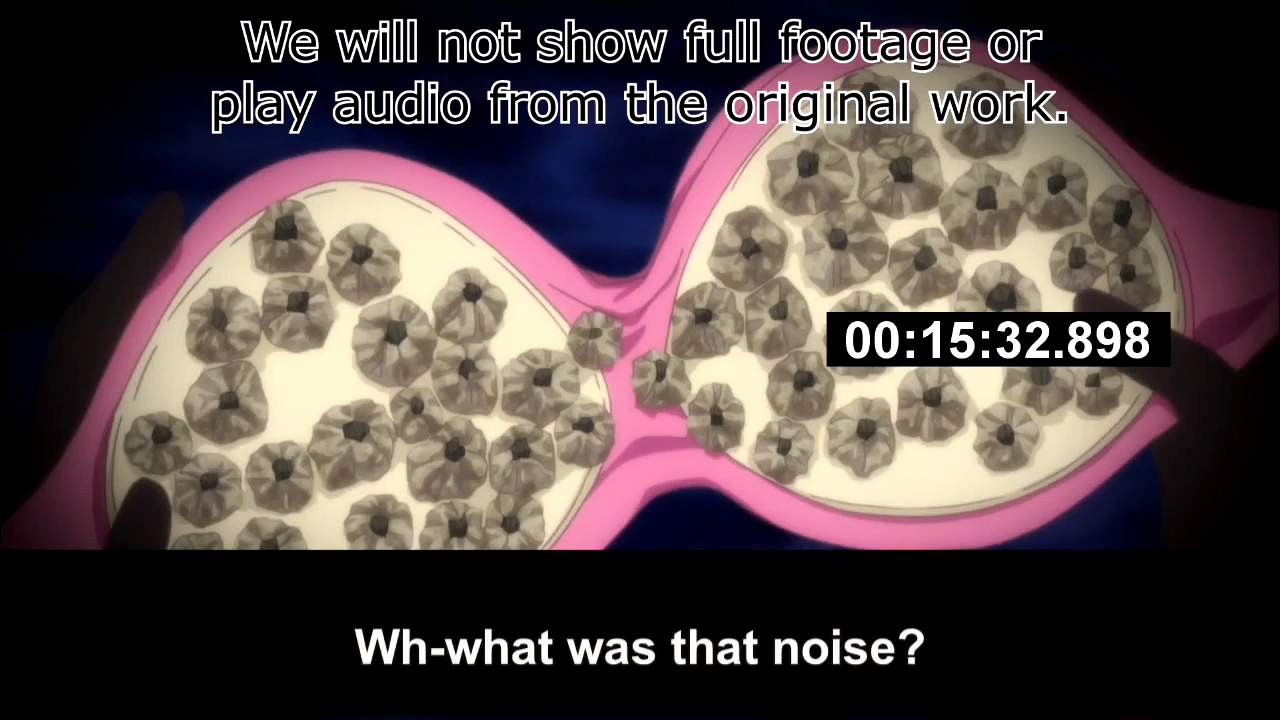 We will not show full footage or
play audio from the original work.
00:15:32.898
Wh-what was that noise?